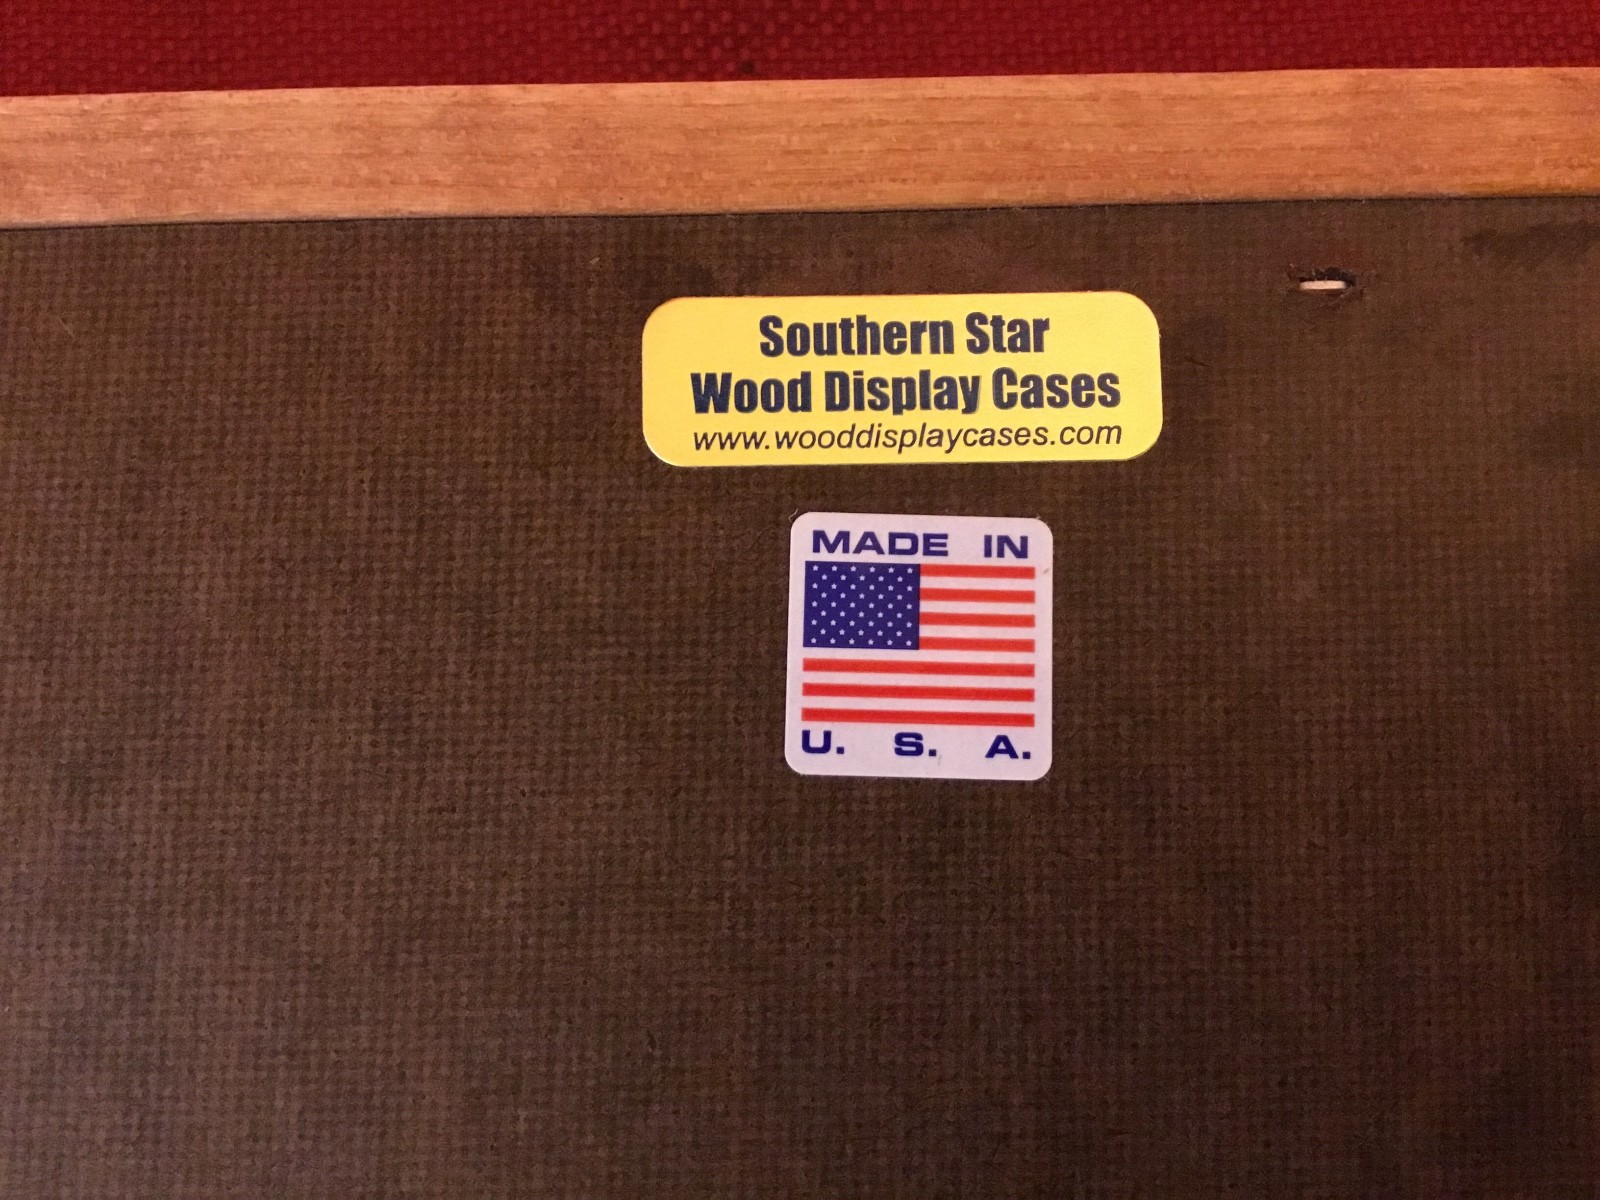 Southern Star
Wood Display Cases
www.wooddisplaycases.com
MADE IN
U. S. A.